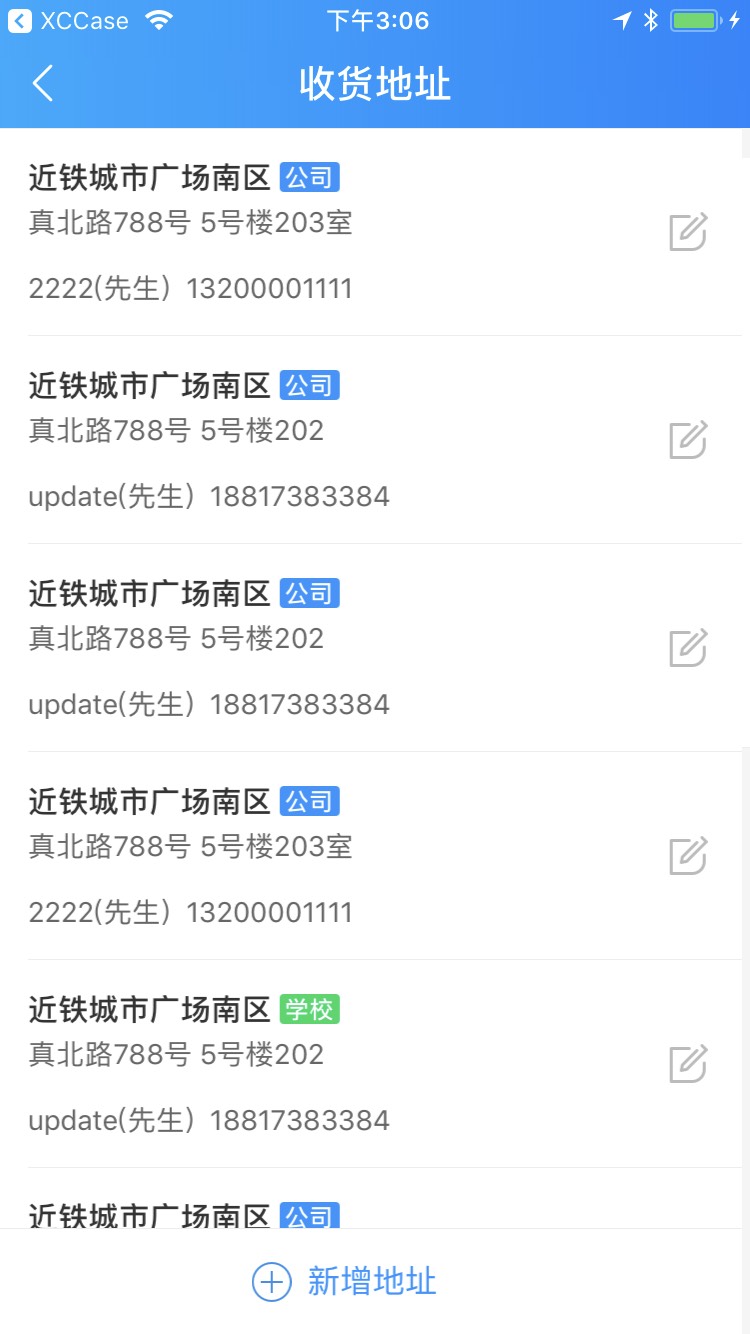 XCCase 下午3:06
收货地址
近铁城市广场南区 公司
真北路788号 5号楼203室
2222(先生) 13200001111
近铁城市广场南区 公司
真北路788号 5号楼202
update(先生) 18817383384
近铁城市广场南区 公司
真北路788号 5号楼202
update(先生) 18817383384
近铁城市广场南区 公司
真北路788号 5号楼203室
2222(先生) 13200001111
近铁城市广场南区 学校
真北路788号 5号楼202
update(先生) 18817383384
近铁城市广场南区 公司
新增地址